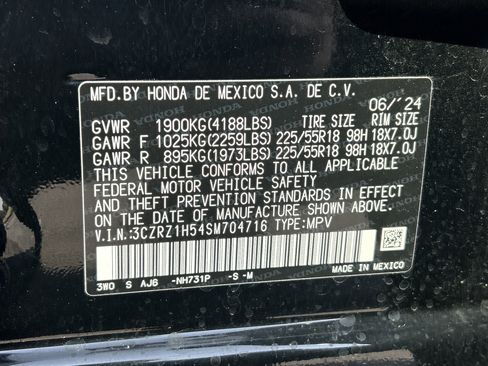 MFD.BY HONDA DE MEXICO S.A. DE C.V.
06/'24
GVWR 1900KG(4188LBS) TIRE SIZE RIM SIZE
GAWR F 1025KG(2259LBS) 225/55R18 98H 18X7.0J
GAWR R 895KG(1973LBS) 225/55R18 98H 18X7.0J
THIS VEHICLE CONFORMS TO ALL APPLICABLE
FEDERAL MOTOR VEHICLE SAFETY
AND THEFT PREVENTION STANDARDS IN EFFECT
ON THE DATE OF MANUFACTURE SHOWN ABOVE.
V.I.N.:3CZRZ1H54SM704716 TYPE:MPV
3W0 S AJ6 -NH731P -S-M MADE IN MEXICO